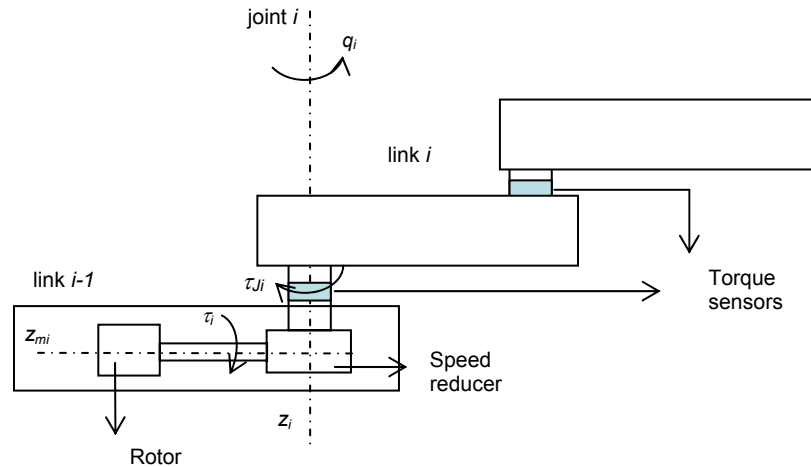 joint i
qi
link i
link i-1
τJi
Torque
sensors
τi
zmi
Speed
reducer
zi
Rotor